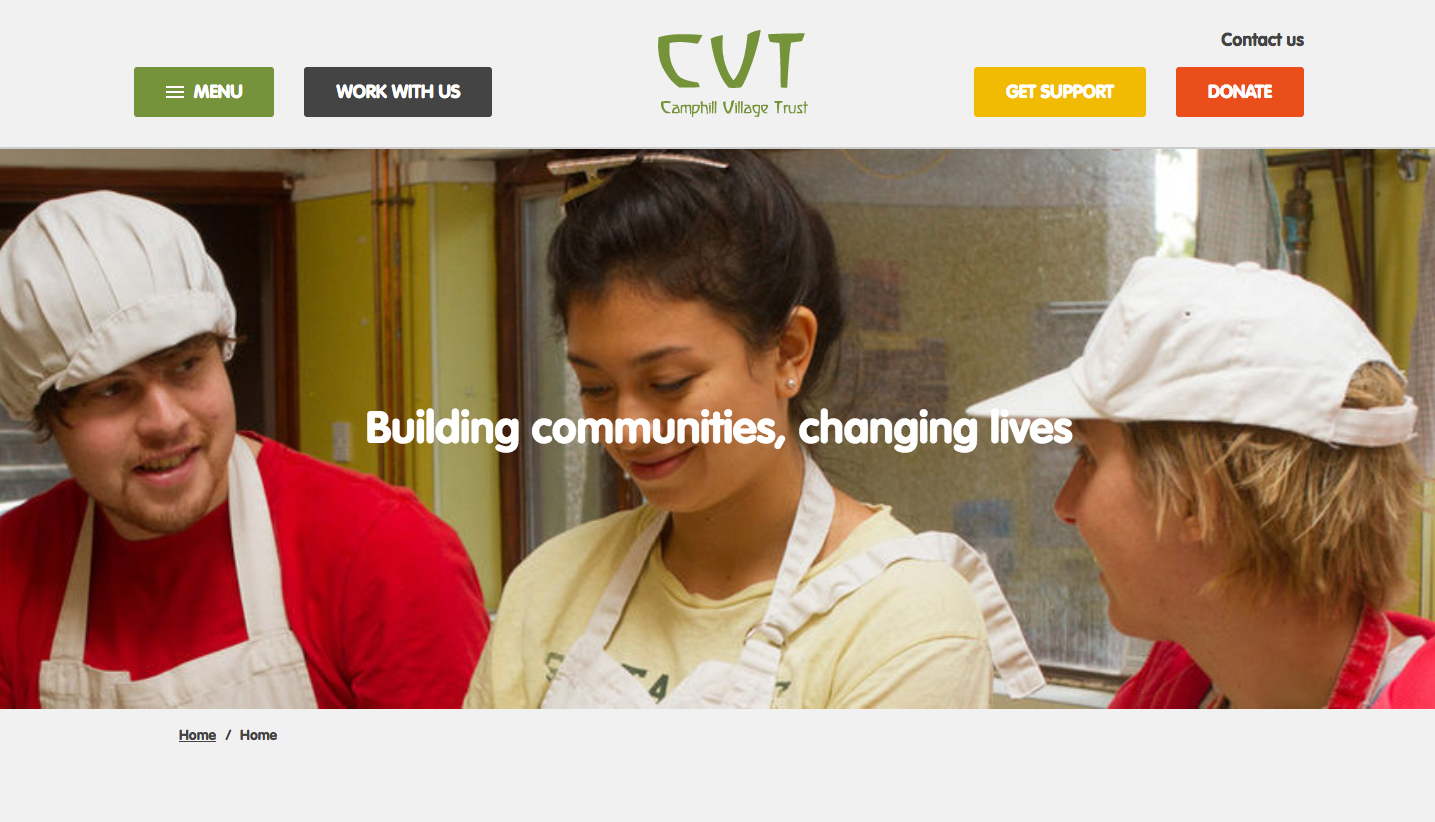 Contact us
MENU
WORK WITH US
CVT
Camphill Village Trust
GET SUPPORT
DONATE
Building communities, changing lives
Home / Home